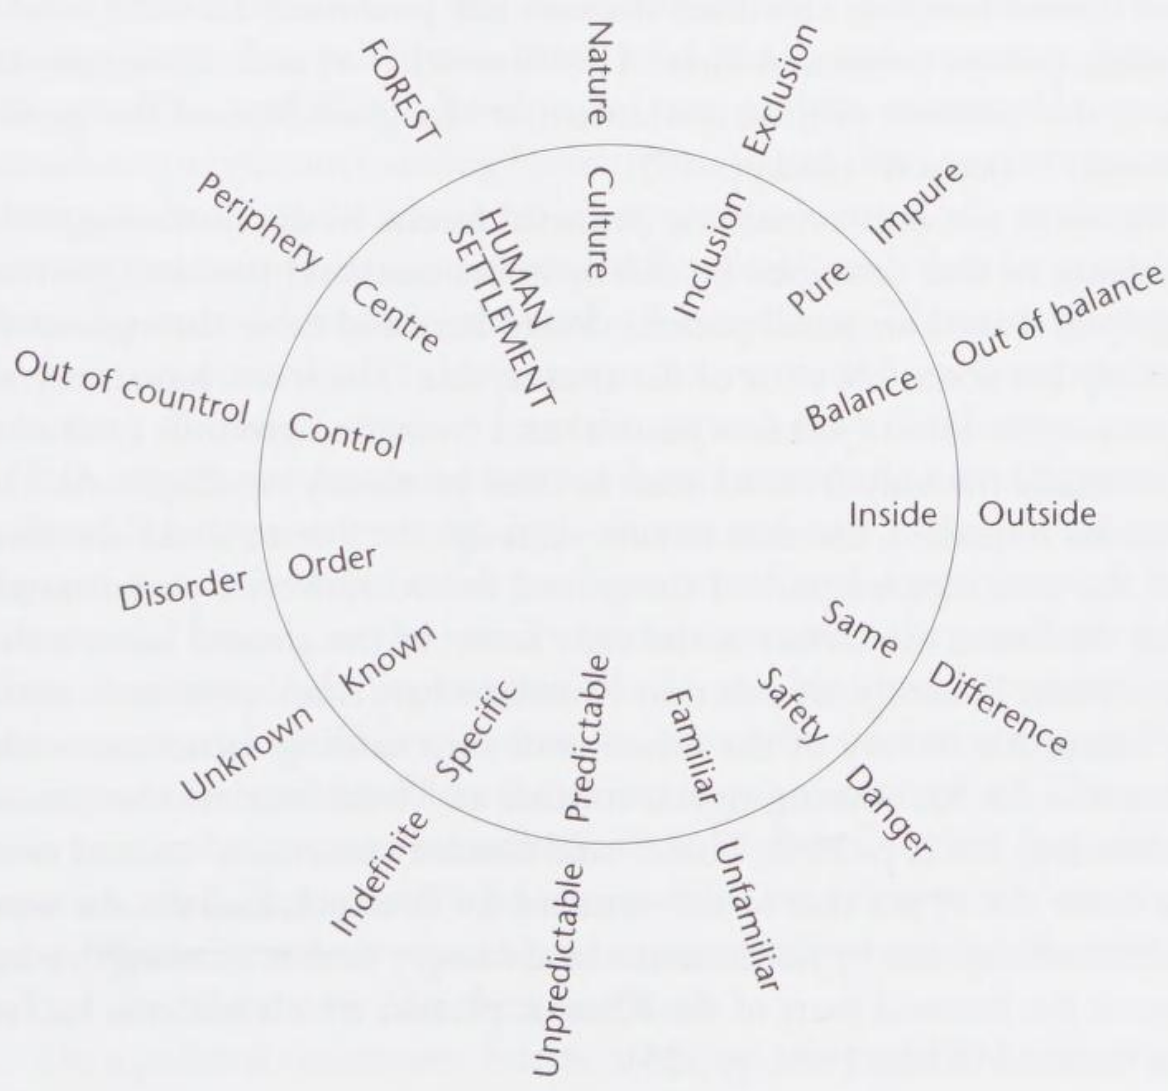 Nature
Culture
Exclusion
Inclusion
Impure
Pure
Out of balance
Balance
Inside
Outside
Same
Difference
Safety
Danger
Familiar
Unfamiliar
Predictable
Unpredictable
Specific
Indefinite
Known
Unknown
Order
Disorder
Control
Out of countrol
Centre
Periphery
HUMAN
SETTLEMENT
FOREST